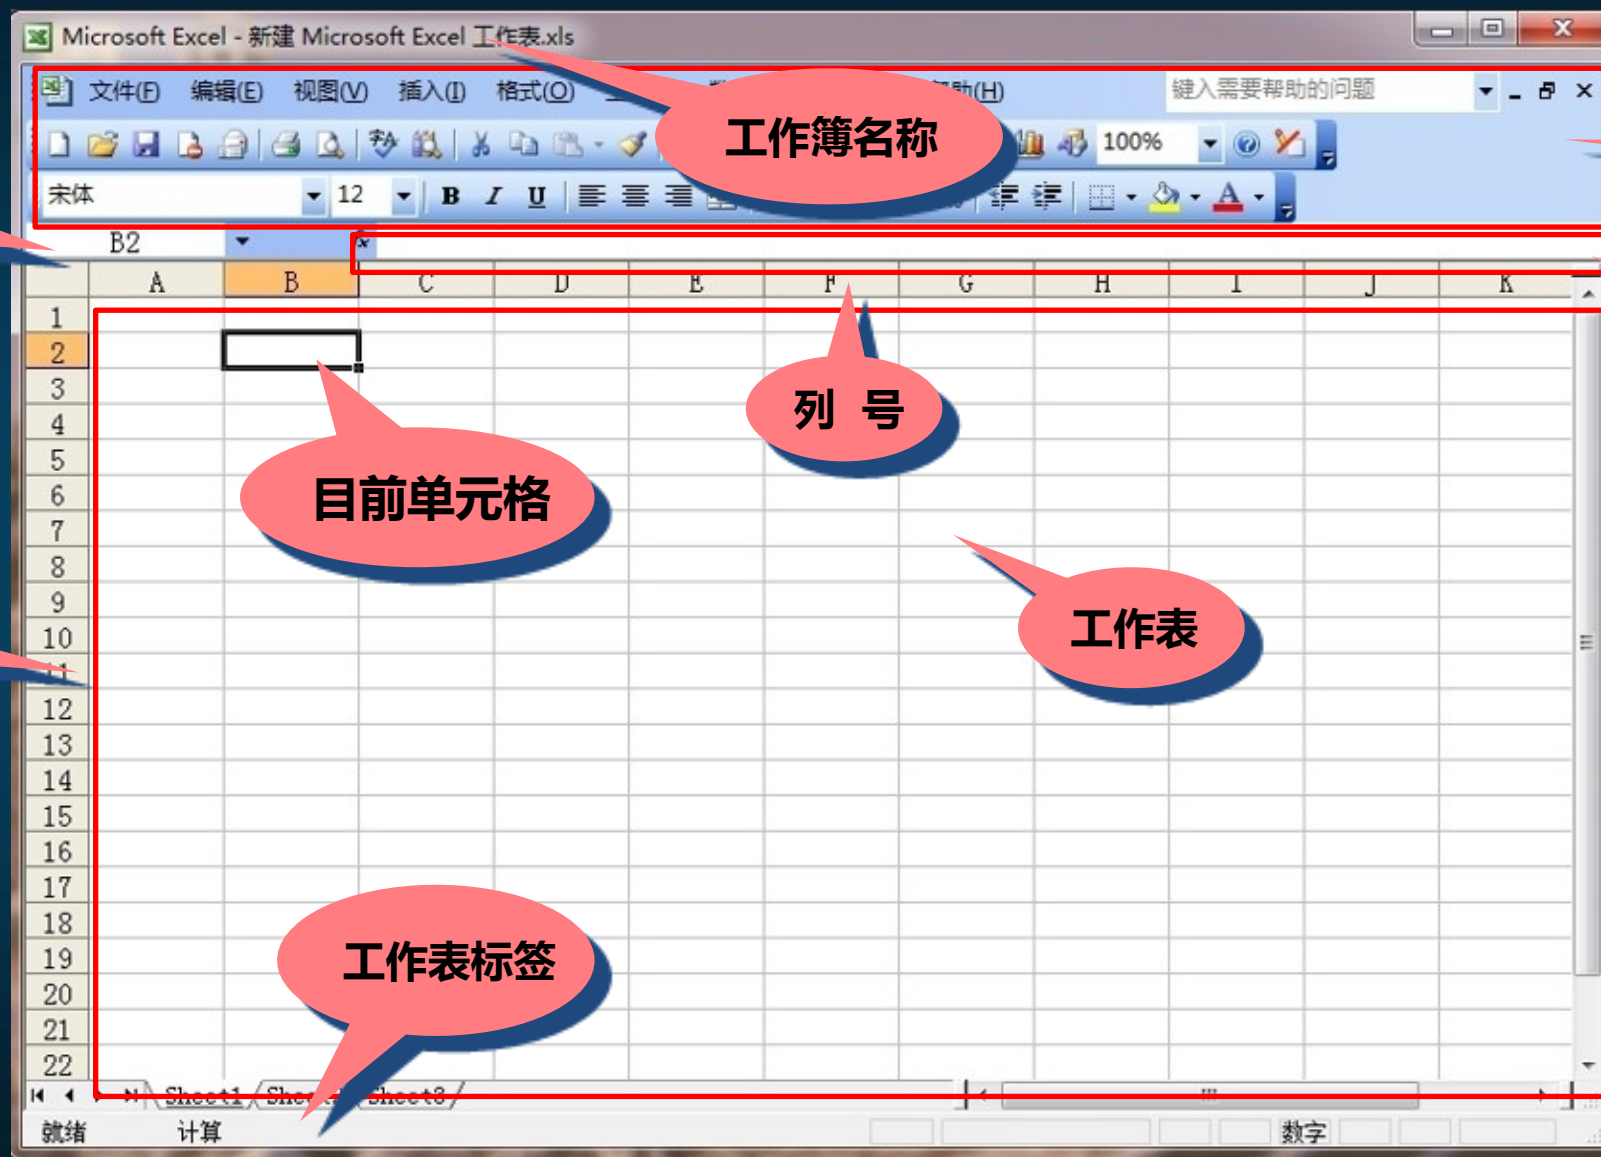 Microsoft Excel - 新建 Microsoft Excel 工作表.xls
文件(F) 编辑(E) 视图(V) 插入(I) 格式(O) (H) 键入需要帮助的问题
工作簿名称
100%
宋体 12 B I U A
B2
A B C D E F G H I J K
1
2
3
列 号
4
5
目前单元格
6
7
8
9
工作表
10
11
12
13
14
15
16
17
18
工作表标签
19
20
21
22
Sheet1 Sheet3
就绪 计算 数字